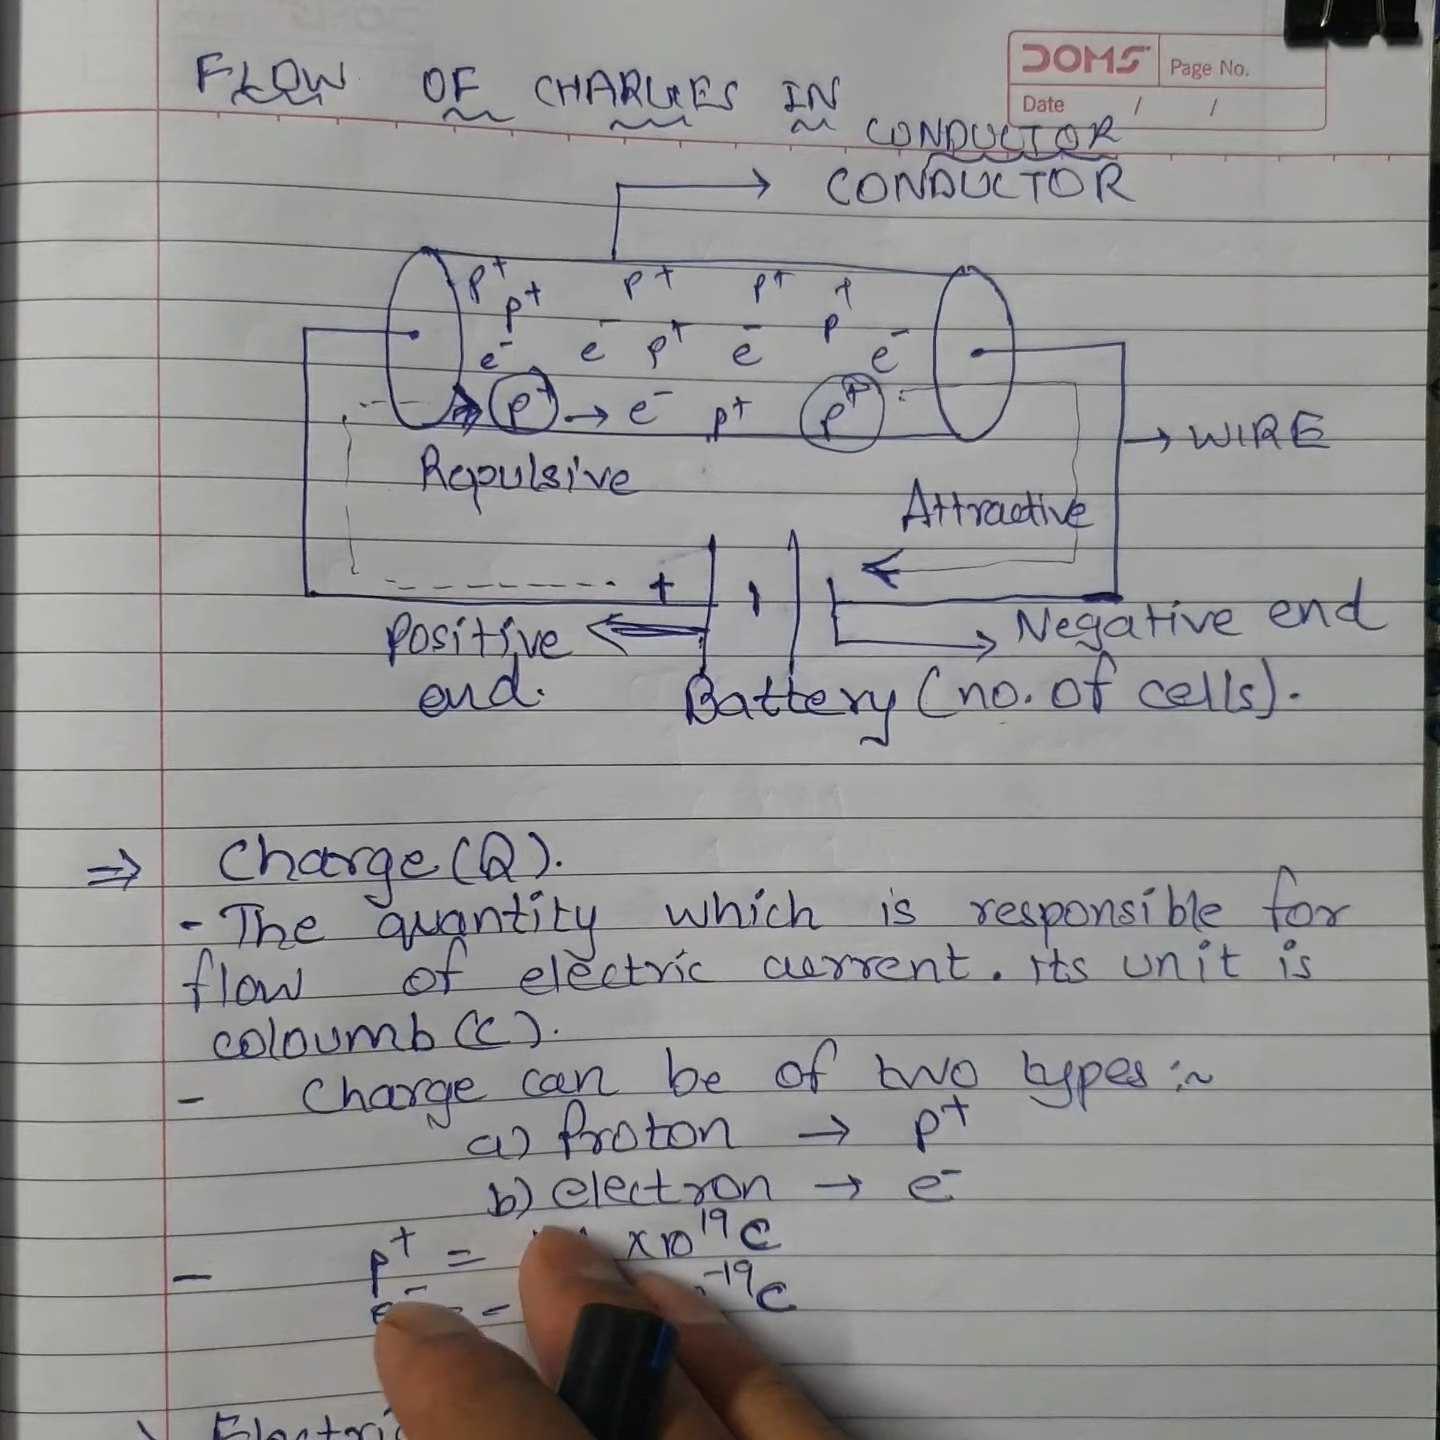 FLOW OF CHARGES IN
CONDUCTOR
DOMS Page No.
Date / /
CONDUCTOR
p+ p+ p+ p+ p+
e- e- p+ e- e-
p+ → e- p+ p+
Repulsive
WIRE
Attractive
+
Positive
end.
Negative end
Battery (no. of cells).
⇒ Charge (Q).
- The quantity which is responsible for
flow of electric current. its unit is
coloumb (C).
- Charge can be of two types :~
a) Proton → p+
b) electron → e-
- p+ = x10^19 C
e- = - -19 C